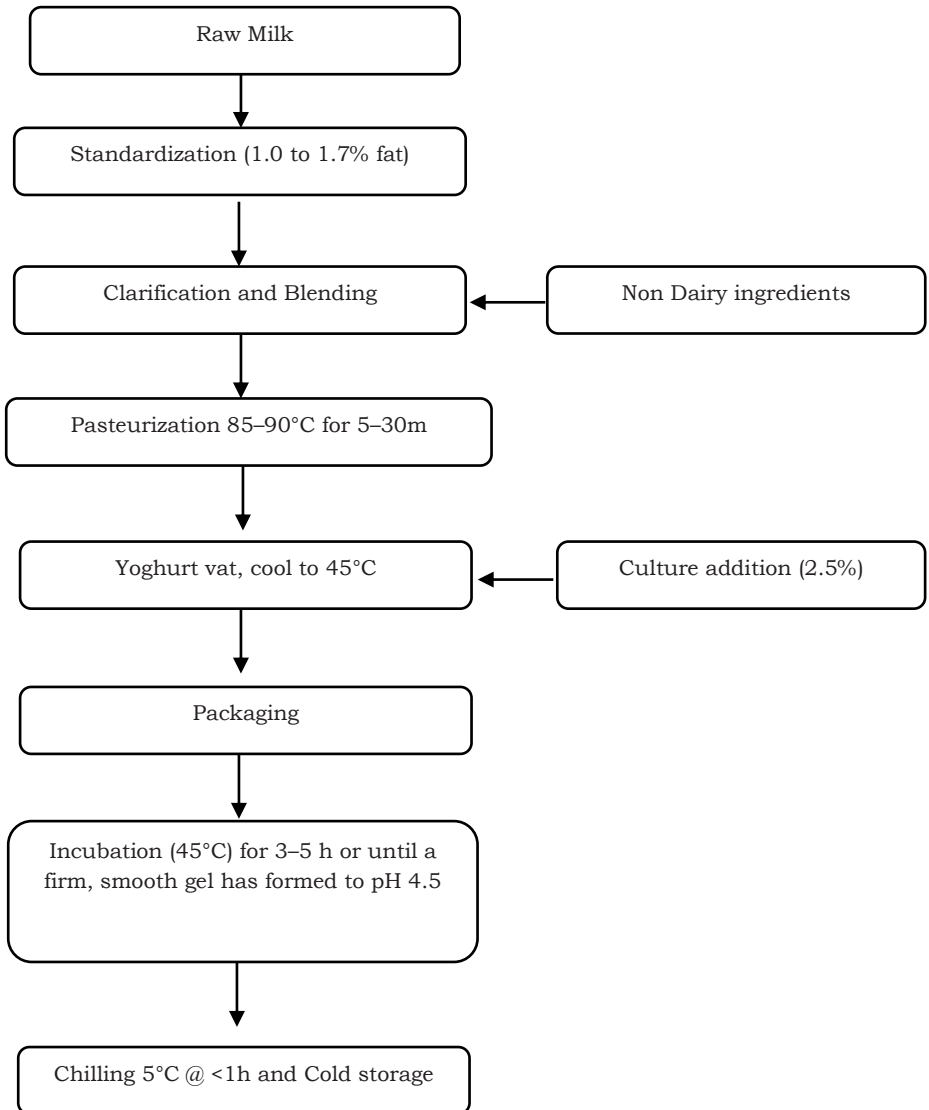 Raw Milk
Standardization (1.0 to 1.7% fat)
Clarification and Blending
Non Dairy ingredients
Pasteurization 85–90°C for 5–30m
Yoghurt vat, cool to 45°C
Culture addition (2.5%)
Packaging
Incubation (45°C) for 3–5 h or until a
firm, smooth gel has formed to pH 4.5
Chilling 5°C @ <1h and Cold storage